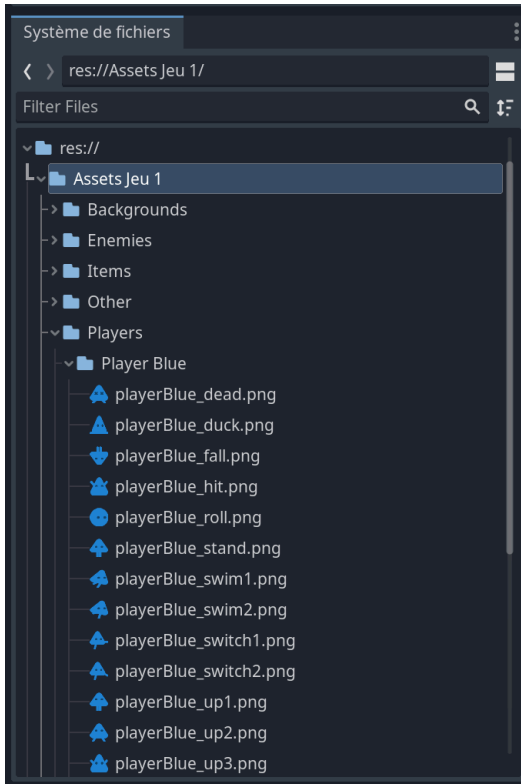 Système de fichiers
res://Assets Jeu 1/
Filter Files
res://
Assets Jeu 1
Backgrounds
Enemies
Items
Other
Players
Player Blue
playerBlue_dead.png
playerBlue_duck.png
playerBlue_fall.png
playerBlue_hit.png
playerBlue_roll.png
playerBlue_stand.png
playerBlue_swim1.png
playerBlue_swim2.png
playerBlue_switch1.png
playerBlue_switch2.png
playerBlue_up1.png
playerBlue_up2.png
playerBlue_up3.png